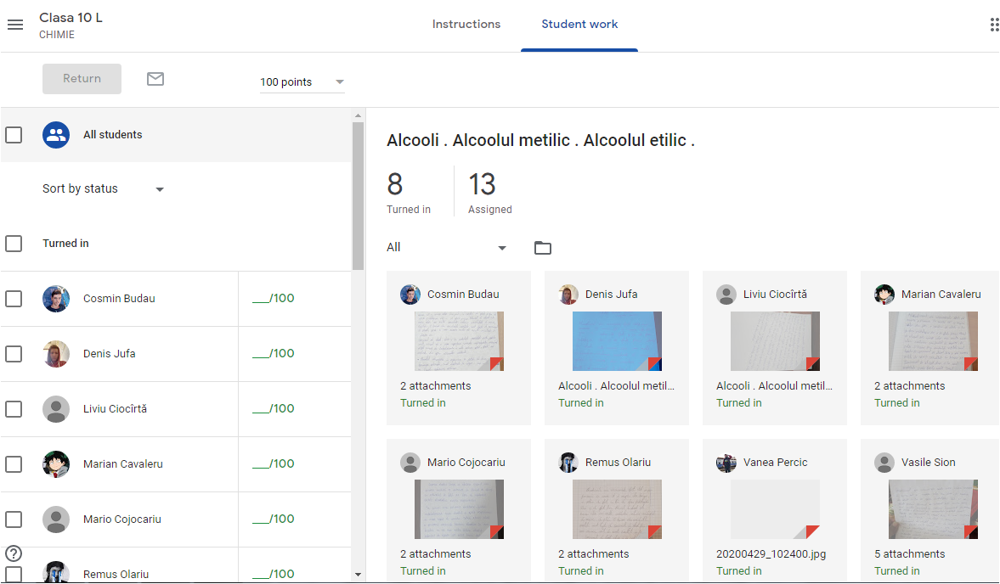 Clasa 10 L
CHIMIE
Instructions
Student work
Return
100 points
All students
Sort by status
Turned in
Cosmin Budau
___/100
Denis Jufa
___/100
Liviu Ciocîrtă
___/100
Marian Cavaleru
___/100
Mario Cojocariu
___/100
Remus Olariu
___/100
Alcooli . Alcoolul metilic . Alcoolul etilic .
8
Turned in
13
Assigned
All
Cosmin Budau
2 attachments
Turned in
Denis Jufa
Alcooli . Alcoolul metil...
Turned in
Liviu Ciocîrtă
Alcooli . Alcoolul metil...
Turned in
Marian Cavaleru
2 attachments
Turned in
Mario Cojocariu
2 attachments
Turned in
Remus Olariu
2 attachments
Turned in
Vanea Percic
20200429_102400.jpg
Turned in
Vasile Sion
5 attachments
Turned in